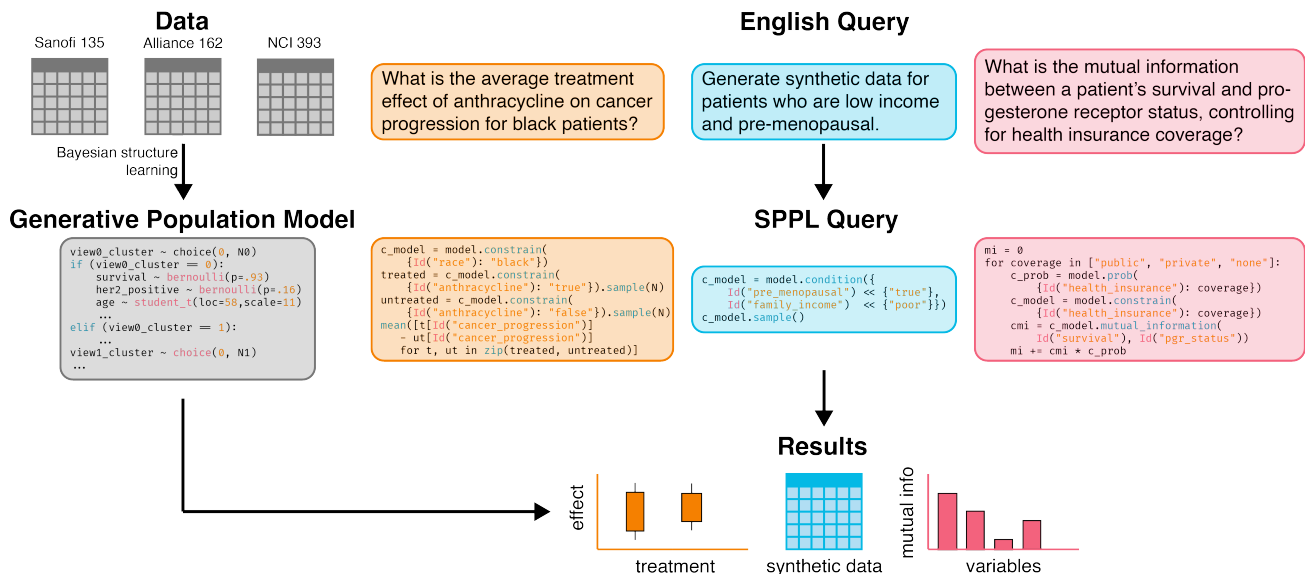 Data
Sanofi 135
Alliance 162
NCI 393
Bayesian structure
learning
Generative Population Model
view0_cluster ~ choice(0, N0)
if (view0_cluster == 0):
    survival ~ bernoulli(p=.93)
    her2_positive ~ bernoulli(p=.16)
    age ~ student_t(loc=58,scale=11)
    ...
elif (view0_cluster == 1):
    ...
view1_cluster ~ choice(0, N1)
...
English Query
What is the average treatment
effect of anthracycline on cancer
progression for black patients?
Generate synthetic data for
patients who are low income
and pre-menopausal.
What is the mutual information
between a patient's survival and pro-
gesterone receptor status, controlling
for health insurance coverage?
SPPL Query
c_model = model.constrain(
    {Id("race"): "black"})
treated = c_model.constrain(
    {Id("anthracycline"): "true"}).sample(N)
untreated = c_model.constrain(
    {Id("anthracycline"): "false"}).sample(N)
mean([t[Id("cancer_progression")]
   - ut[Id("cancer_progression")]
   for t, ut in zip(treated, untreated)]
c_model = model.condition({
    Id("pre_menopausal") << {"true"},
    Id("family_income") << {"poor"}})
c_model.sample()
mi = 0
for coverage in ["public", "private", "none"]:
    c_prob = model.prob(
        {Id("health_insurance"): coverage})
    c_model = model.constrain(
        {Id("health_insurance"): coverage})
    cmi = c_model.mutual_information(
        Id("survival"), Id("pgr_status"))
    mi += cmi * c_prob
Results
effect
treatment
synthetic data
mutual info
variables